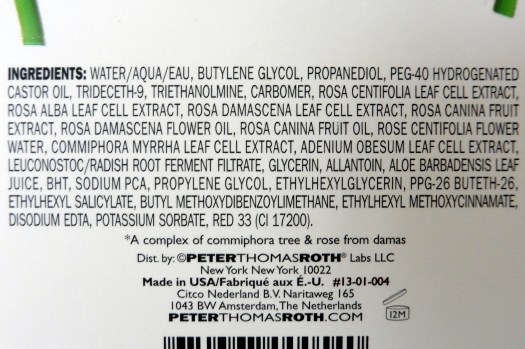 INGREDIENTS: WATER/AQUA/EAU, BUTYLENE GLYCOL, PROPANEDIOL, PEG-40 HYDROGENATED
CASTOR OIL, TRIDECETH-9, TRIETHANOLMINE, CARBOMER, ROSA CENTIFOLIA LEAF CELL EXTRACT,
ROSA ALBA LEAF CELL EXTRACT, ROSA DAMASCENA LEAF CELL EXTRACT, ROSA CANINA FRUIT
EXTRACT, ROSA DAMASCENA FLOWER OIL, ROSA CANINA FRUIT OIL, ROSE CENTIFOLIA FLOWER
WATER, COMMIPHORA MYRRHA LEAF CELL EXTRACT, ADENIUM OBESUM LEAF CELL EXTRACT,
LEUCONOSTOC/RADISH ROOT FERMENT FILTRATE, GLYCERIN, ALLANTOIN, ALOE BARBADENSIS LEAF
JUICE, BHT, SODIUM PCA, PROPYLENE GLYCOL, ETHYLHEXYLGLYCERIN, PPG-26 BUTETH-26,
ETHYLHEXYL SALICYLATE, BUTYL METHOXYDIBENZOYLIMETHANE, ETHYLHEXYL METHOXYCINNAMATE,
DISODIUM EDTA, POTASSIUM SORBATE, RED 33 (CI 17200).
*A complex of commiphora tree & rose from damas
Dist. by: ©PETERTHOMASROTH® Labs LLC
New York New York 10022
Made in USA/Fabriqué aux É.-U. #13-01-004
Citco Nederland B.V. Naritaweg 165
1043 BW Amsterdam, The Netherlands
PETERTHOMASROTH.COM
12M